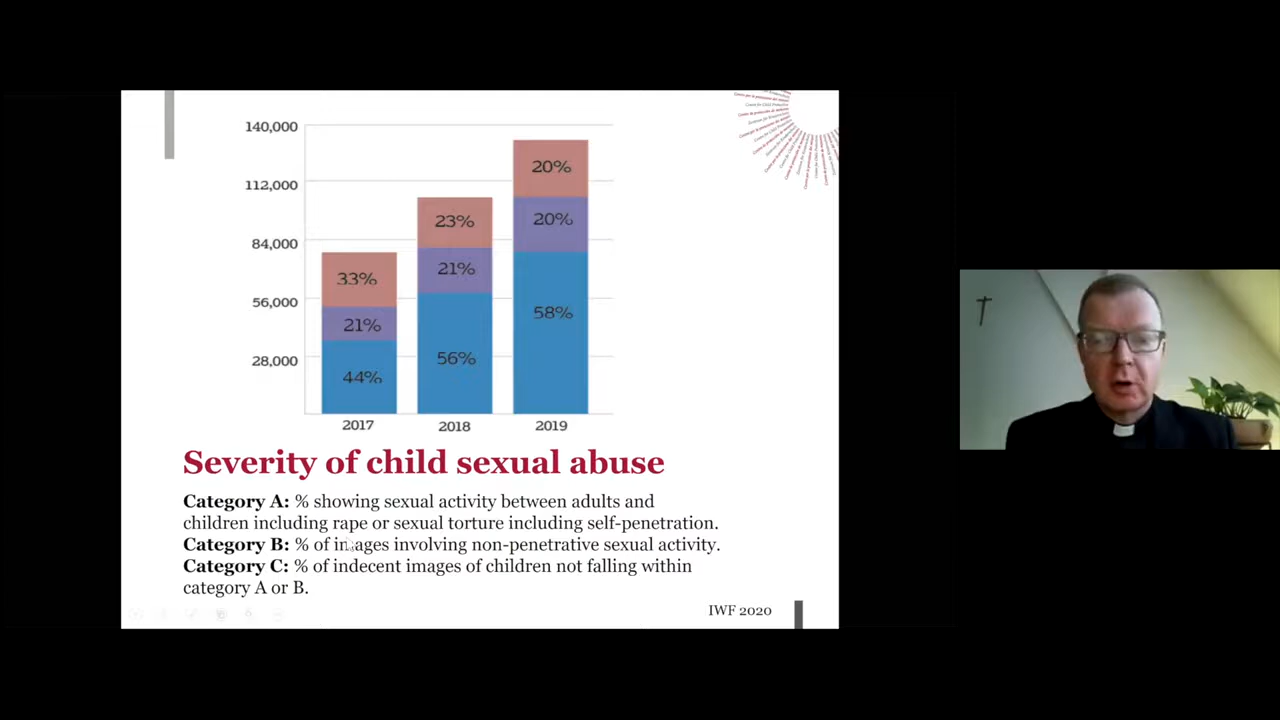 140,000
112,000
84,000
56,000
28,000
33%
21%
44%
23%
21%
56%
20%
20%
58%
2017
2018
2019
Severity of child sexual abuse
Category A: % showing sexual activity between adults and
children including rape or sexual torture including self-penetration.
Category B: % of images involving non-penetrative sexual activity.
Category C: % of indecent images of children not falling within
category A or B.
IWF 2020